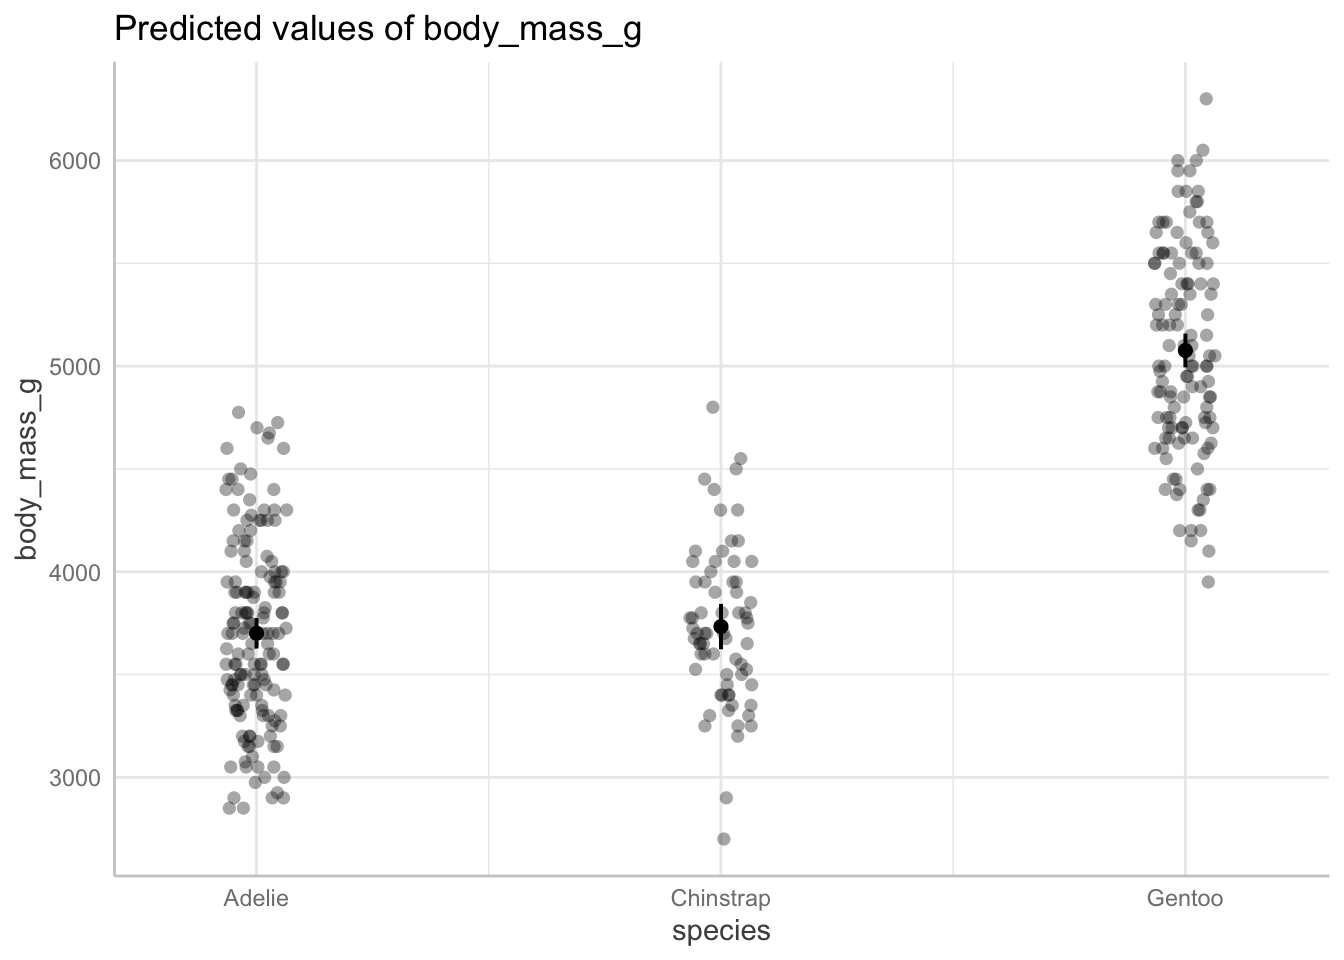 Predicted values of body_mass_g
6000
5000
4000
3000
body_mass_g
Adelie
Chinstrap
Gentoo
species